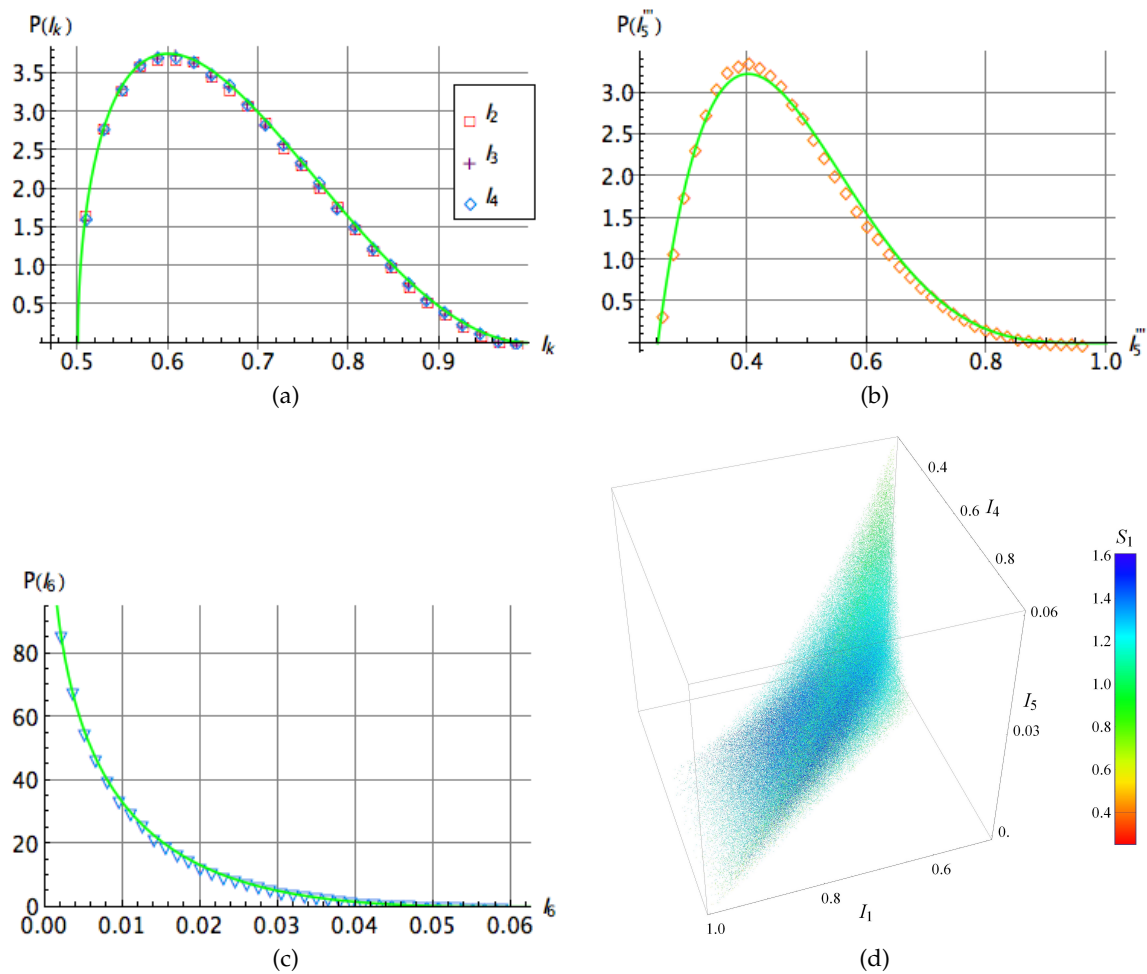 P(I_k)
3.5
3.0
2.5
2.0
1.5
1.0
0.5
0.5 0.6 0.7 0.8 0.9 I_k
I_2
I_3
I_4
(a)
P(I_5''')
3.0
2.5
2.0
1.5
1.0
0.5
0.4 0.6 0.8 1.0 I_5'''
(b)
P(I_6)
80
60
40
20
0
0.00 0.01 0.02 0.03 0.04 0.05 0.06 I_6
(c)
0.4
0.6 I_4
0.8
0.06
I_5
0.03
0.
0.6
0.8 I_1
1.0
S_1
1.6
1.4
1.2
1.0
0.8
0.6
0.4
(d)